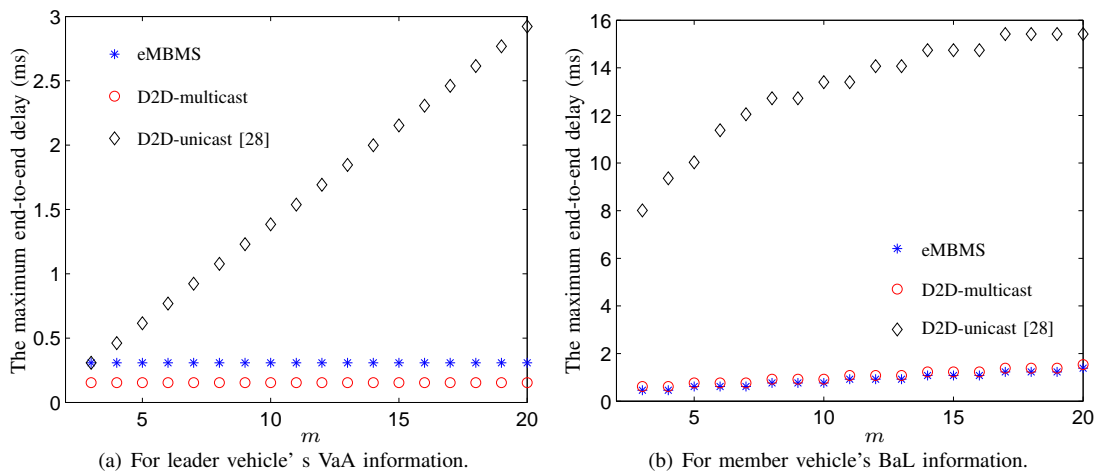 The maximum end-to-end delay (ms)
3
2.5
2
1.5
1
0.5
0
eMBMS
D2D-multicast
D2D-unicast [28]
5
10
15
20
m
(a) For leader vehicle' s VaA information.
The maximum end-to-end delay (ms)
16
14
12
10
8
6
4
2
0
eMBMS
D2D-multicast
D2D-unicast [28]
5
10
15
20
m
(b) For member vehicle's BaL information.